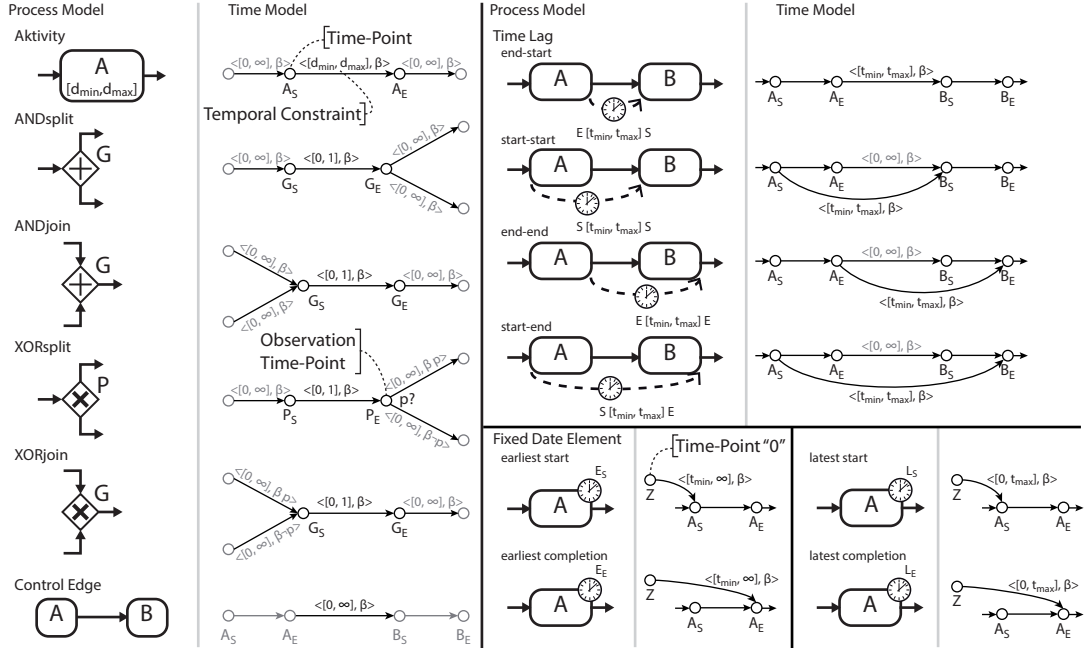 Process Model
Time Model
Aktivity
A
[dmin,dmax]
Time-Point
<[0, ∞], β>
<[dmin, dmax], β>
<[0, ∞], β>
AS
AE
Temporal Constraint
ANDsplit
G
<[0, ∞], β>
<[0, 1], β>
<[0, ∞], β>
<[0, ∞], β>
GS
GE
ANDjoin
G
<[0, ∞], β>
<[0, ∞], β>
<[0, 1], β>
<[0, ∞], β>
GS
GE
XORsplit
P
Observation
Time-Point
<[0, ∞], β>
<[0, 1], β>
<[0, ∞], β p>
<[0, ∞], β¬p>
PS
PE
p?
XORjoin
G
<[0, ∞], β p>
<[0, ∞], β¬p>
<[0, 1], β>
<[0, ∞], β>
GS
GE
Control Edge
A
B
<[0, ∞], β>
AS
AE
BS
BE
Process Model
Time Model
Time Lag
end-start
A
B
E [tmin, tmax] S
<[tmin, tmax], β>
AS
AE
BS
BE
start-start
A
B
S [tmin, tmax] S
<[0, ∞], β>
AS
AE
BS
BE
<[tmin, tmax], β>
end-end
A
B
E [tmin, tmax] E
<[0, ∞], β>
AS
AE
BS
BE
<[tmin, tmax], β>
start-end
A
B
S [tmin, tmax] E
<[0, ∞], β>
AS
AE
BS
BE
<[tmin, tmax], β>
Fixed Date Element
Time-Point “0”
earliest start
ES
A
<[tmin, ∞], β>
Z
AS
AE
latest start
LS
A
<[0, tmax], β>
Z
AS
AE
earliest completion
EE
A
<[tmin, ∞], β>
Z
AS
AE
latest completion
LE
A
<[0, tmax], β>
Z
AS
AE